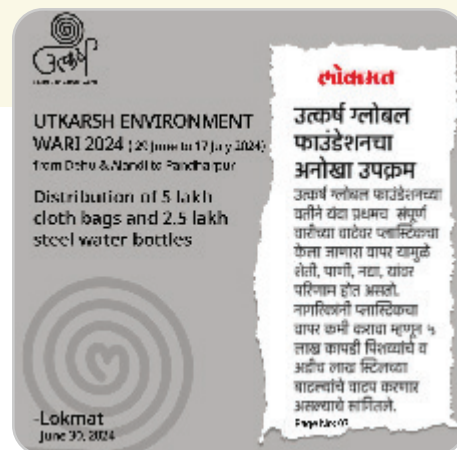 उत्कर्ष
UTKARSH ENVIRONMENT
WARI 2024 (29 June to 17 July 2024)
from Dehu & Alandi to Pandharpur
Distribution of 5 lakh
cloth bags and 2.5 lakh
steel water bottles
-Lokmat
June 30, 2024
लोकमत
उत्कर्ष ग्लोबल
फाउंडेशनचा
अनोखा उपक्रम
उत्कर्ष ग्लोबल फाउंडेशनच्या
वतीने यंदा प्रथमच संपूर्ण
वारीच्या वाटेवर प्लास्टिकचा
केला जाणारा वापर यामुळे
शेती, पाणी, नद्या, यांवर
परिणाम होत असतो.
नागरिकांनी प्लास्टिकचा
वापर कमी करावा म्हणून ५
लाख कापडी पिशव्यांचे व
अडीच लाख स्टिलच्या
बाटल्यांचे वाटप करणार
असल्याचे सांगितले.
Page No: